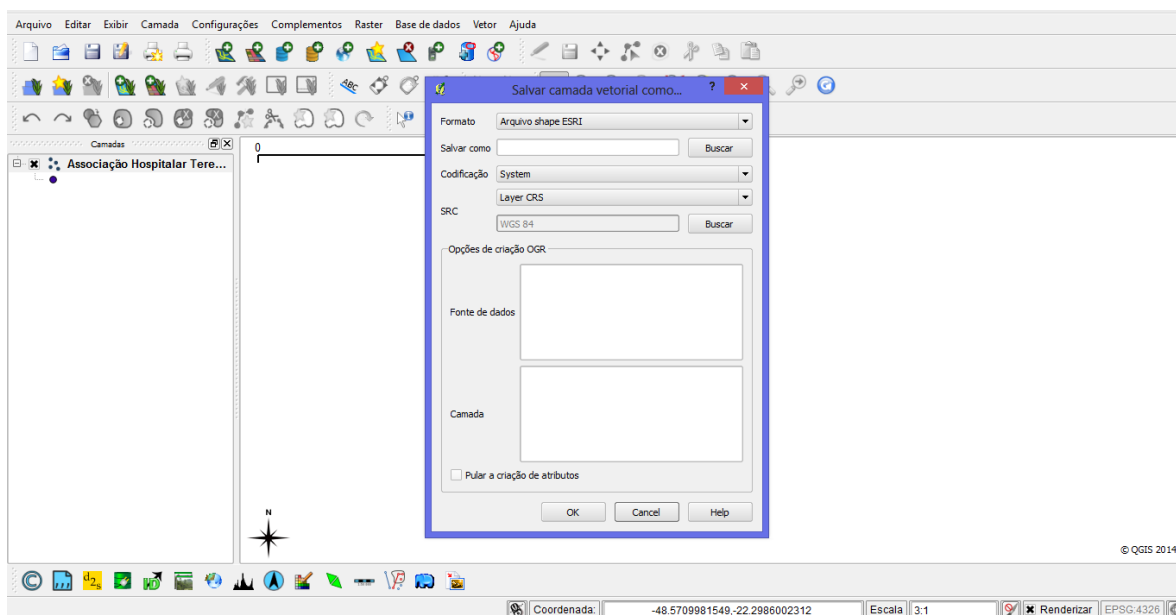 Arquivo Editar Exibir Camada Configurações Complementos Raster Base de dados Vetor Ajuda
ABC
Salvar camada vetorial como... ?
Formato Arquivo shape ESRI
Camadas
0
Salvar como Buscar
Associação Hospitalar Tere...
Codificação System
Layer CRS
SRC
WGS 84 Buscar
Opções de criação OGR
Fonte de dados
Camada
Pular a criação de atributos
OK Cancel Help
N
© QGIS 2014
Coordenada: -48.5709981549,-22.2986002312 Escala 3:1 Renderizar EPSG:4326